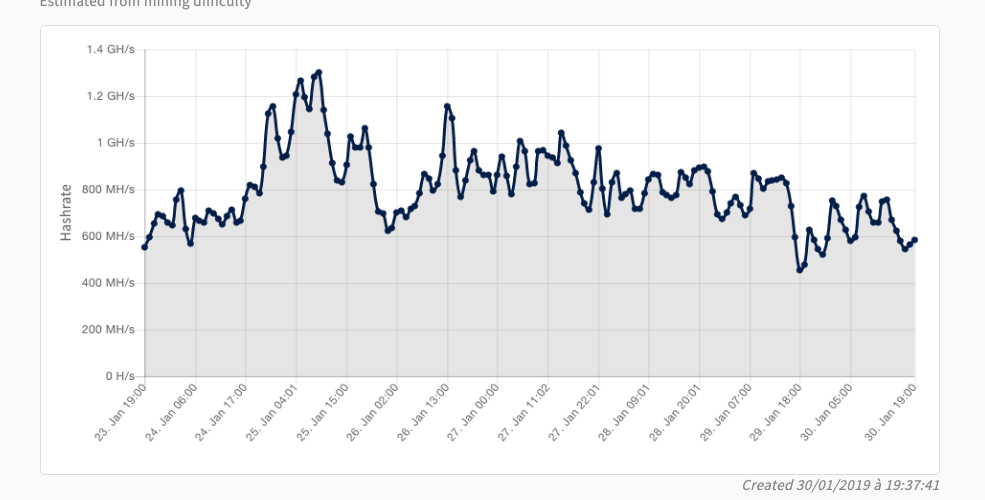 Estimated from mining difficulty
1.4 GH/s
1.2 GH/s
1 GH/s
800 MH/s
600 MH/s
400 MH/s
200 MH/s
0 H/s
Hashrate
23. Jan 19:00
24. Jan 06:00
24. Jan 17:00
25. Jan 04:01
25. Jan 15:00
26. Jan 02:00
26. Jan 13:00
27. Jan 00:00
27. Jan 11:02
27. Jan 22:01
28. Jan 09:01
28. Jan 20:01
29. Jan 07:00
29. Jan 18:00
30. Jan 05:00
30. Jan 19:00
Created 30/01/2019 à 19:37:41